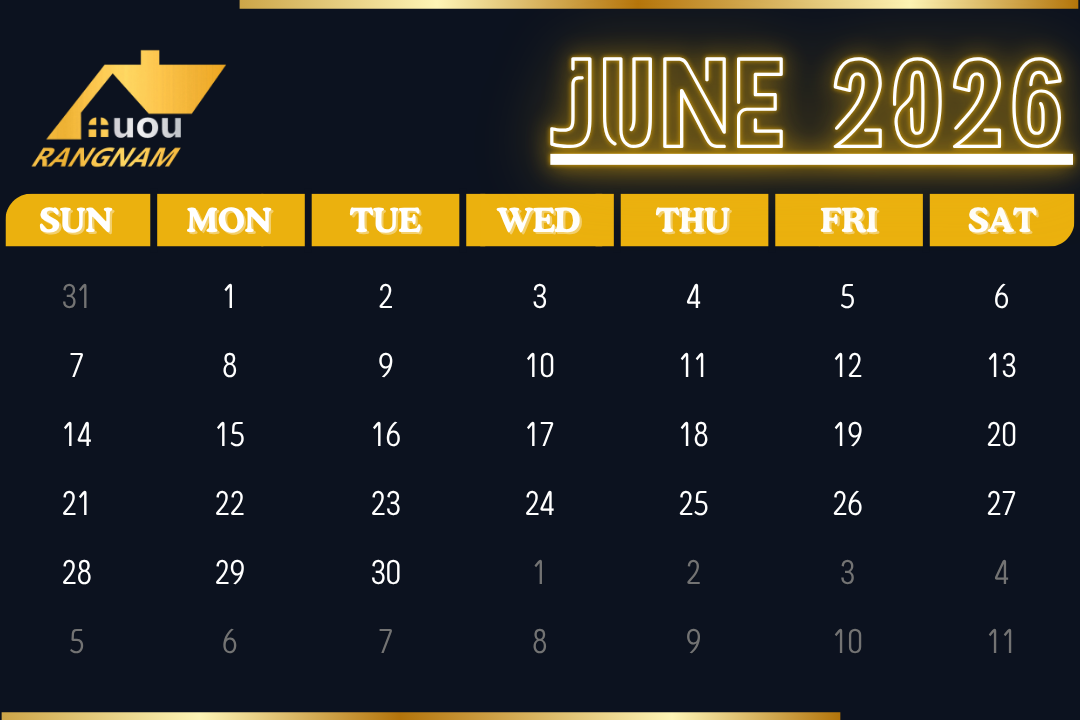 uou
RANGNAM
JUNE 2026
SUN MON TUE WED THU FRI SAT
31 1 2 3 4 5 6
7 8 9 10 11 12 13
14 15 16 17 18 19 20
21 22 23 24 25 26 27
28 29 30 1 2 3 4
5 6 7 8 9 10 11